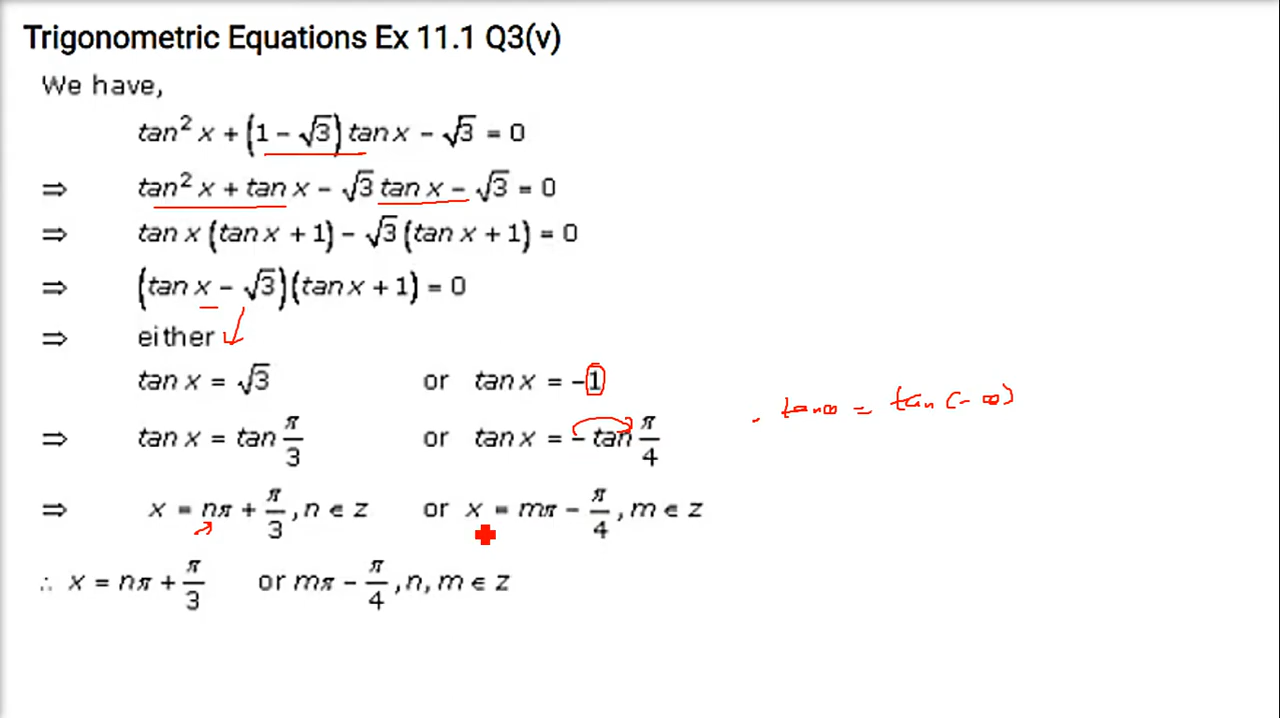 Trigonometric Equations Ex 11.1 Q3(v)
We have,
tan² x + (1 − √3) tan x − √3 = 0
⇒ tan² x + tan x − √3 tan x − √3 = 0
⇒ tan x (tan x + 1) − √3 (tan x + 1) = 0
⇒ (tan x − √3)(tan x + 1) = 0
⇒ either
tan x = √3 or tan x = −1
- tan∞ = tan(-∞)
⇒ tan x = tan π/3 or tan x = − tan π/4
⇒ x = nπ + π/3, n ∈ z or x = mπ − π/4, m ∈ z
∴ x = nπ + π/3 or mπ − π/4, n, m ∈ z